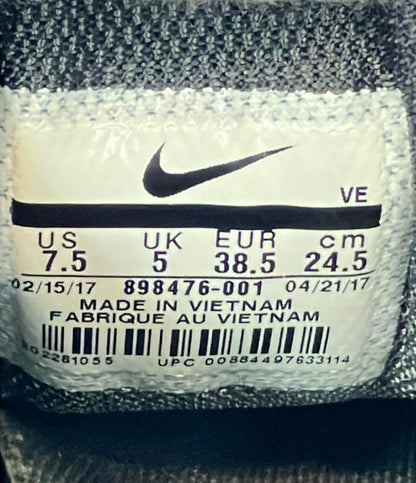 VE
US UK EUR cm
7.5 5 38.5 24.5
02/15/17 898476-001 04/21/17
MADE IN VIETNAM
FABRIQUE AU VIETNAM
UPC 00884497633114